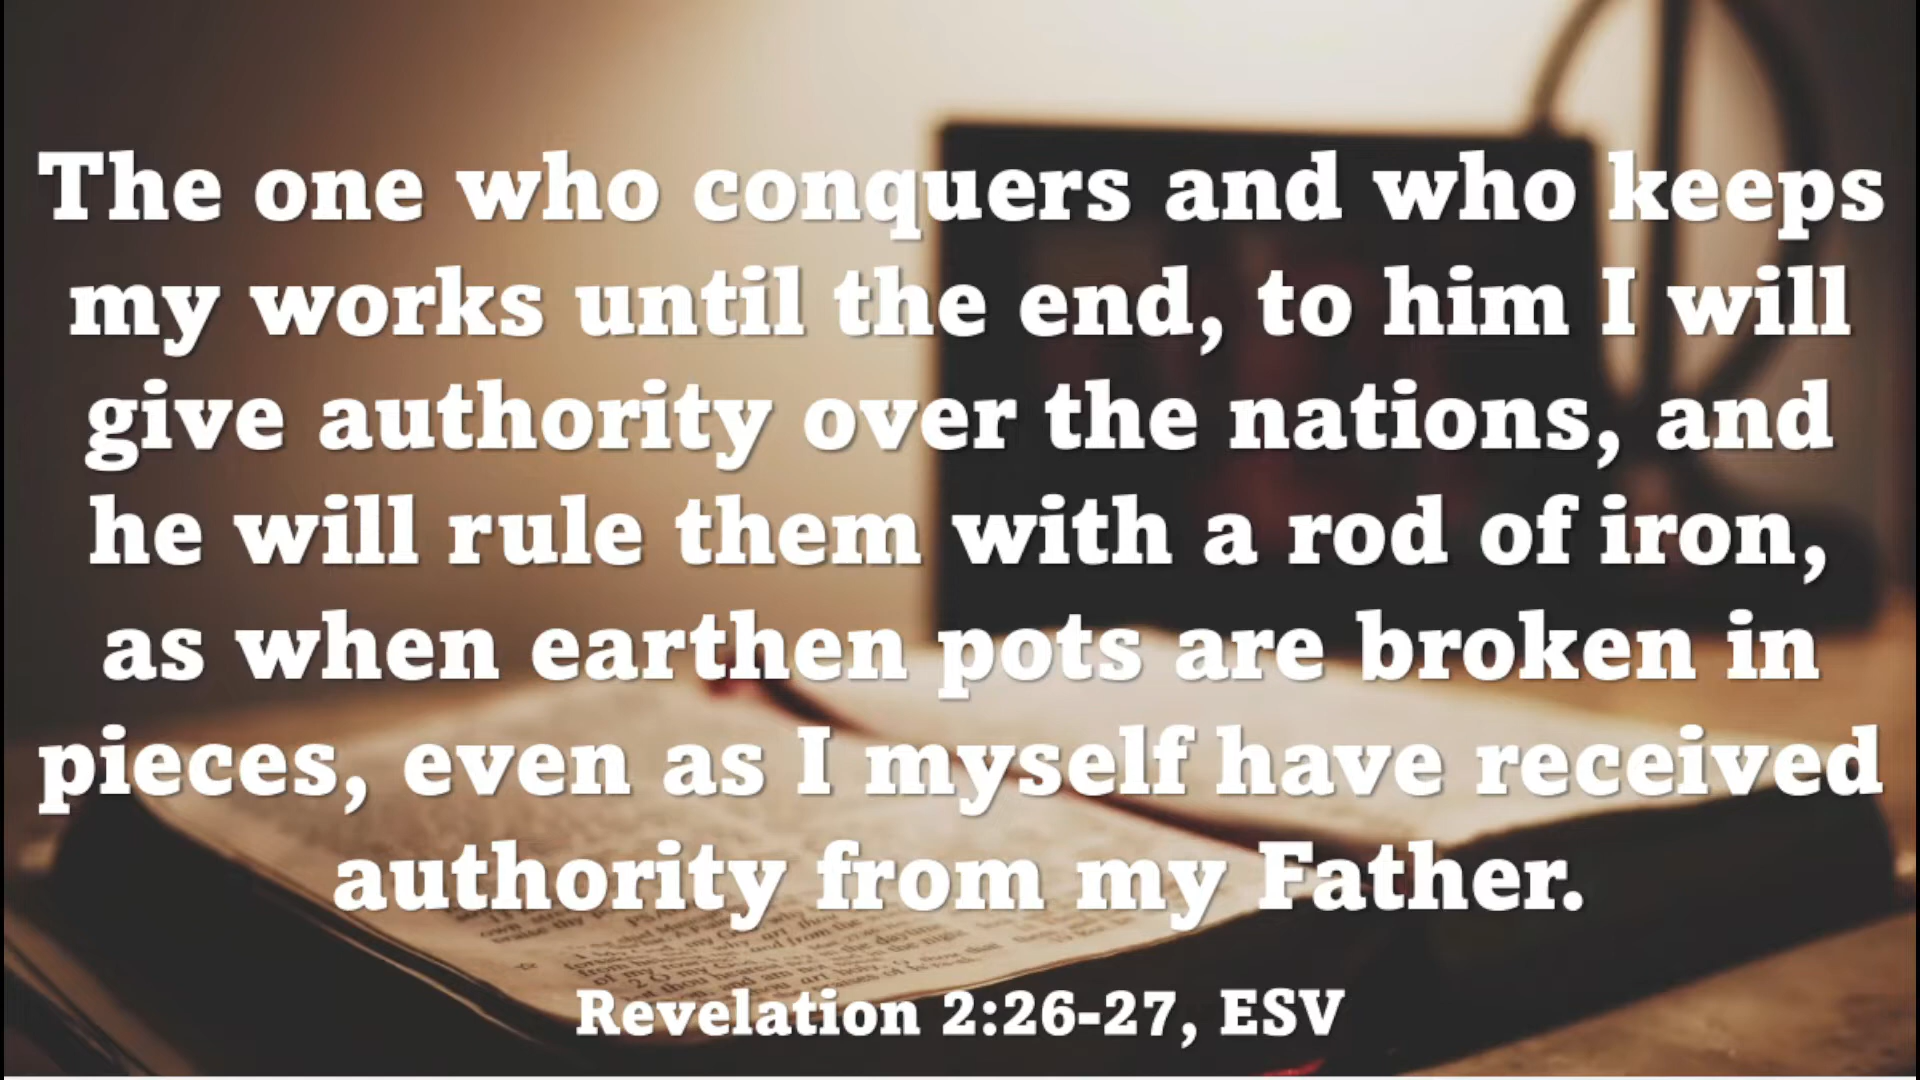 The one who conquers and who keeps
my works until the end, to him I will
give authority over the nations, and
he will rule them with a rod of iron,
as when earthen pots are broken in
pieces, even as I myself have received
authority from my Father.
Revelation 2:26-27, ESV